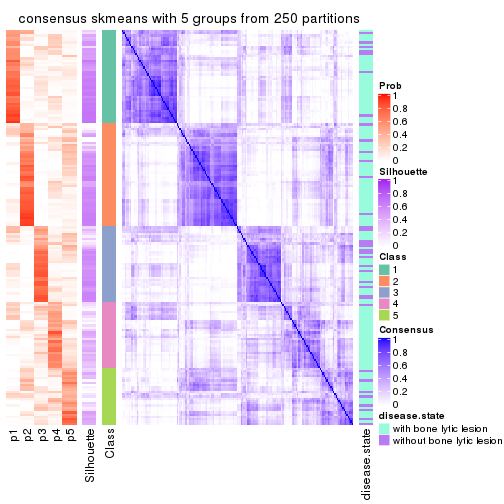 consensus skmeans with 5 groups from 250 partitions
Prob
1
0.8
0.6
0.4
0.2
0
Silhouette
1
0.8
0.6
0.4
0.2
0
Class
1
2
3
4
5
Consensus
1
0.8
0.6
0.4
0.2
0
disease.state
with bone lytic lesion
without bone lytic lesion
p1
p2
p3
p4
p5
Silhouette
Class
disease.state